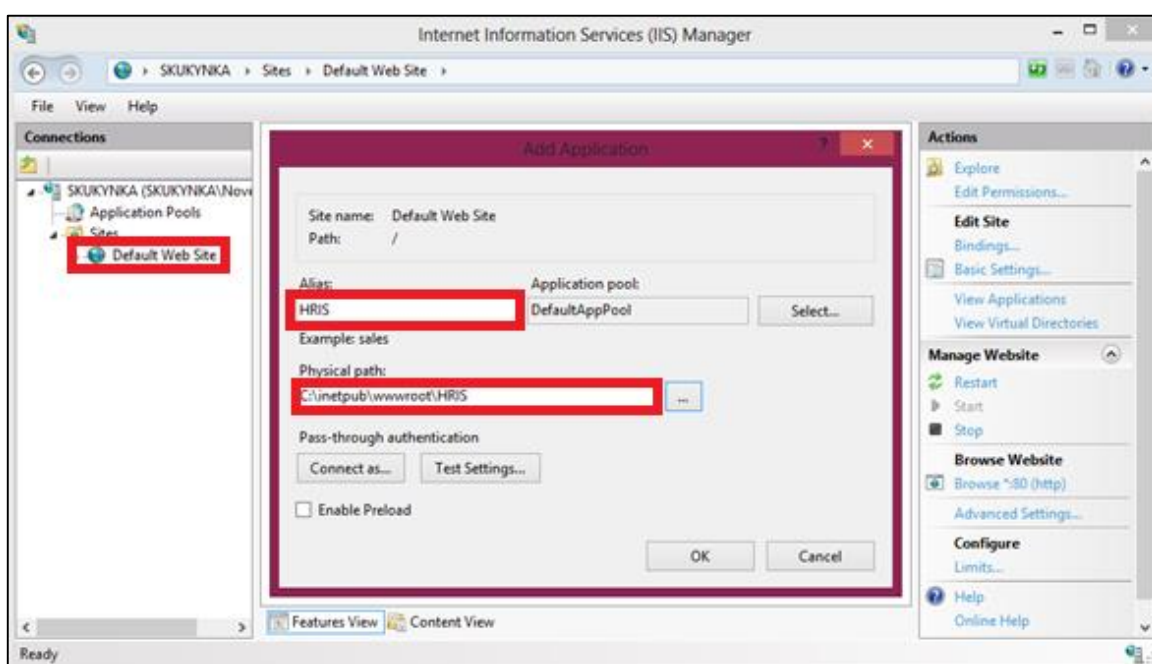 Internet Information Services (IIS) Manager
SKUKYNKA Sites Default Web Site
File View Help
Connections
SKUKYNKA (SKUKYNKA\Nove
Application Pools
Sites
Default Web Site
Add Application
?
Site name: Default Web Site
Path: /
Alias:
Application pool:
HRIS
DefaultAppPool
Select...
Example: sales
Physical path:
C:\inetpub\wwwroot\HRIS
...
Pass-through authentication
Connect as...
Test Settings...
Enable Preload
OK
Cancel
Features View
Content View
Actions
Explore
Edit Permissions...
Edit Site
Bindings...
Basic Settings...
View Applications
View Virtual Directories
Manage Website
Restart
Start
Stop
Browse Website
Browse *:80 (http)
Advanced Settings...
Configure
Limits...
Help
Online Help
Ready